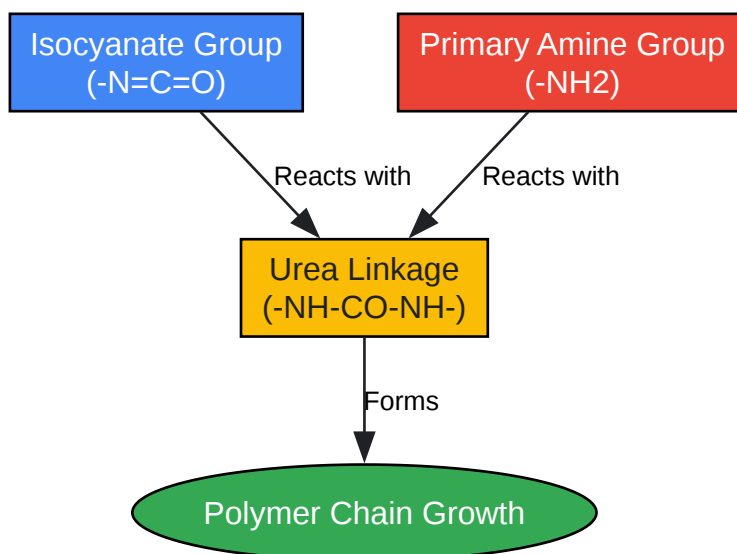 Isocyanate Group
(-N=C=O)
Primary Amine Group
(-NH2)
Reacts with
Reacts with
Urea Linkage
(-NH-CO-NH-)
Forms
Polymer Chain Growth